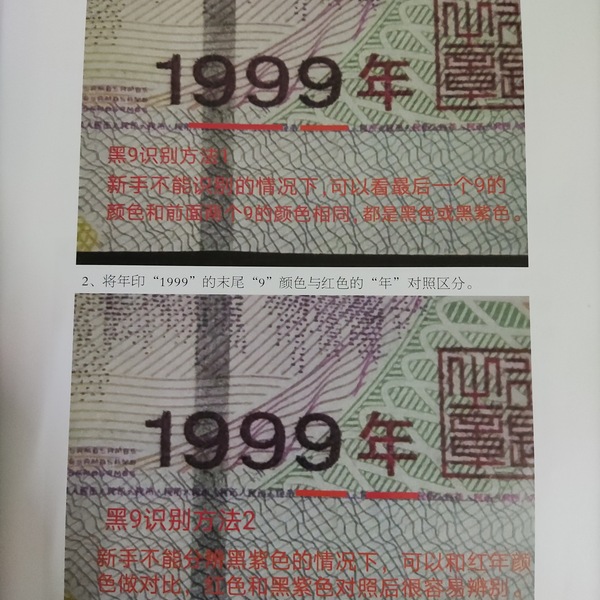 1999年
黑9识别方法1
新手不能识别的情况下,可以看最后一个9的
颜色和前面两个9的颜色相同,都是黑色或黑紫色。
2、将年印“1999”的末尾“9”颜色与红色的“年”对照区分。
1999年
黑9识别方法2
新手不能分辨黑紫色的情况下,可以和红年颜
色做对比,红色和黑紫色对照后很容易辨别。